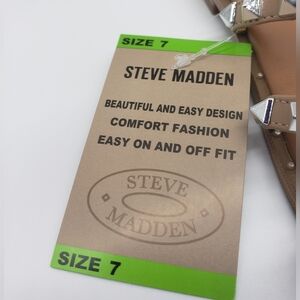 SIZE 7
STEVE MADDEN
BEAUTIFUL AND EASY DESIGN
COMFORT FASHION
EASY ON AND OFF FIT
STEVE
MADDEN
SIZE 7